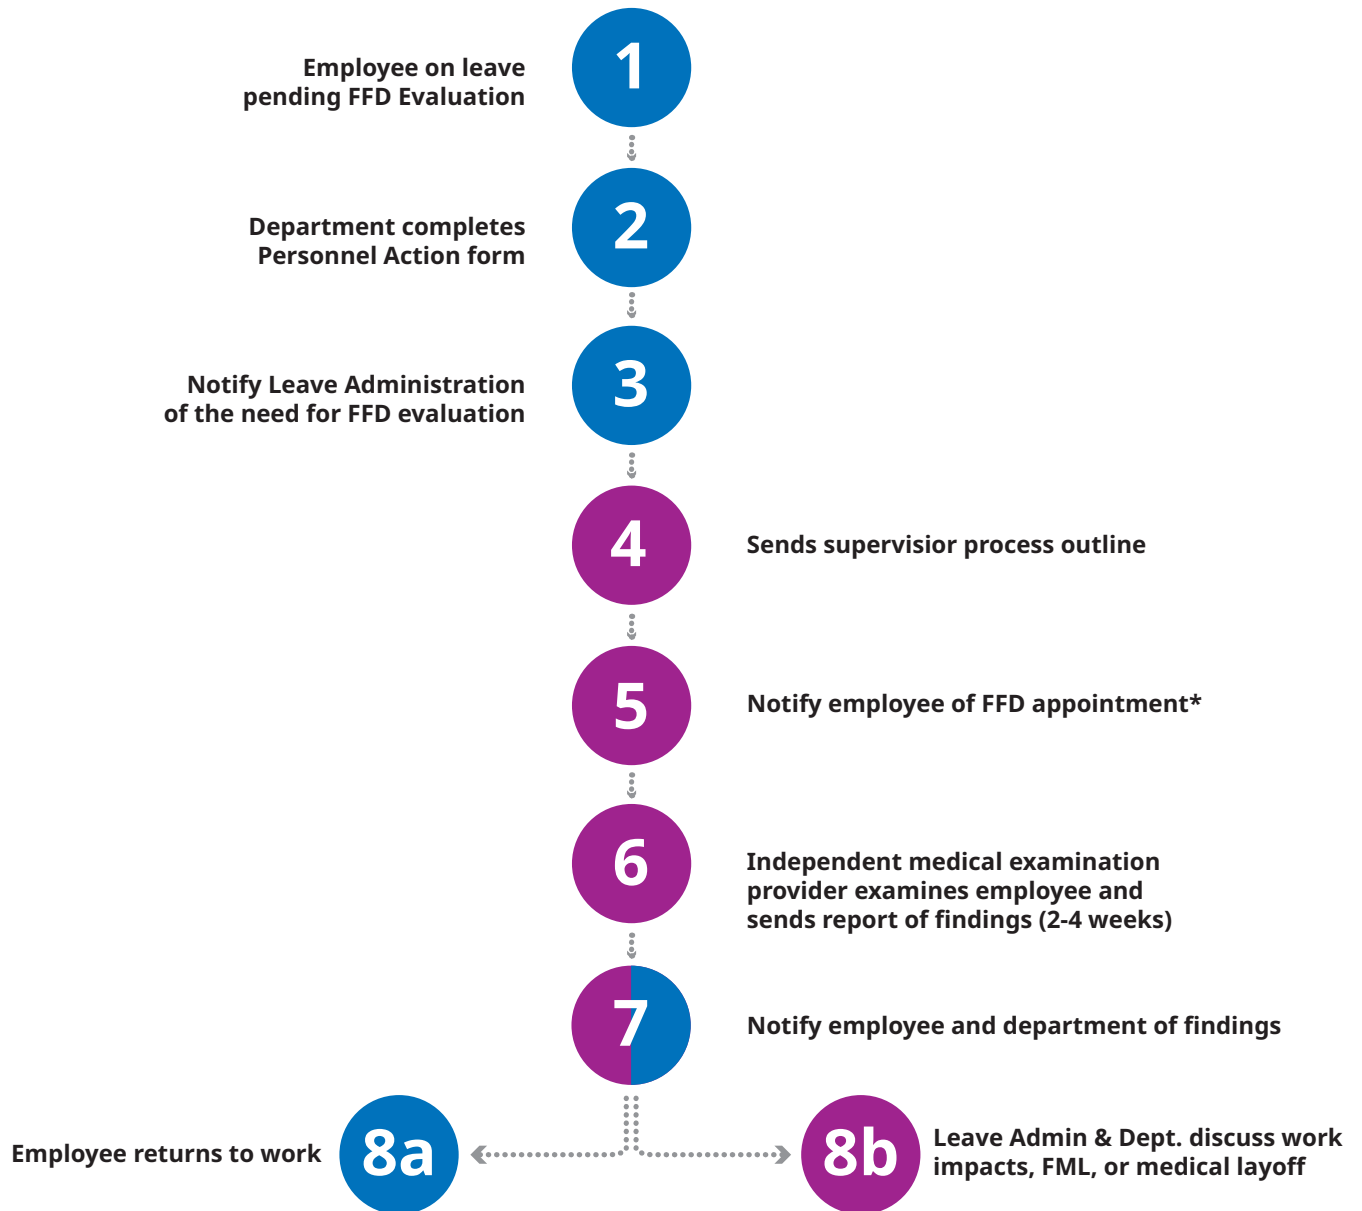 1
Employee on leave
pending FFD Evaluation
2
Department completes
Personnel Action form
3
Notify Leave Administration
of the need for FFD evaluation
4
Sends supervisior process outline
5
Notify employee of FFD appointment*
6
Independent medical examination
provider examines employee and
sends report of findings (2-4 weeks)
7
Notify employee and department of findings
Employee returns to work
8a
8b
Leave Admin & Dept. discuss work
impacts, FML, or medical layoff